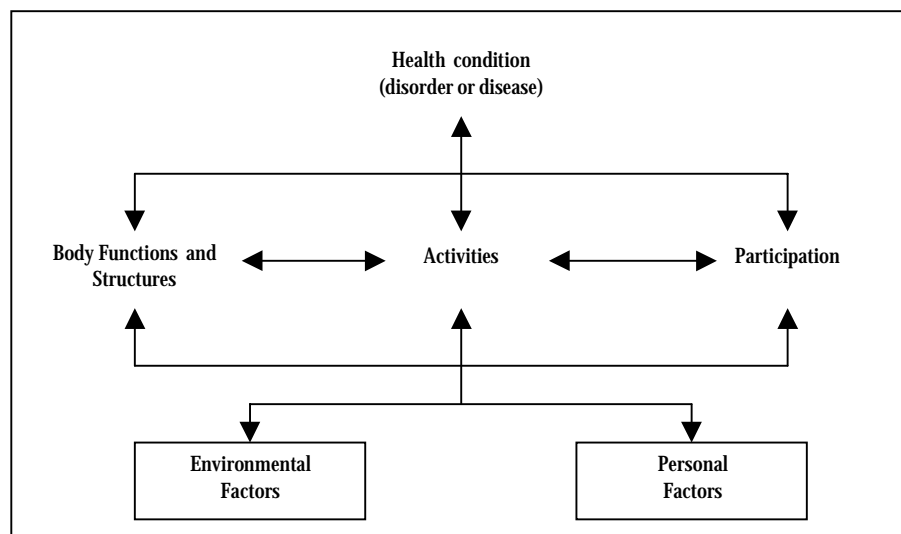 Health condition
(disorder or disease)
Body Functions and
Structures
Activities
Participation
Environmental
Factors
Personal
Factors